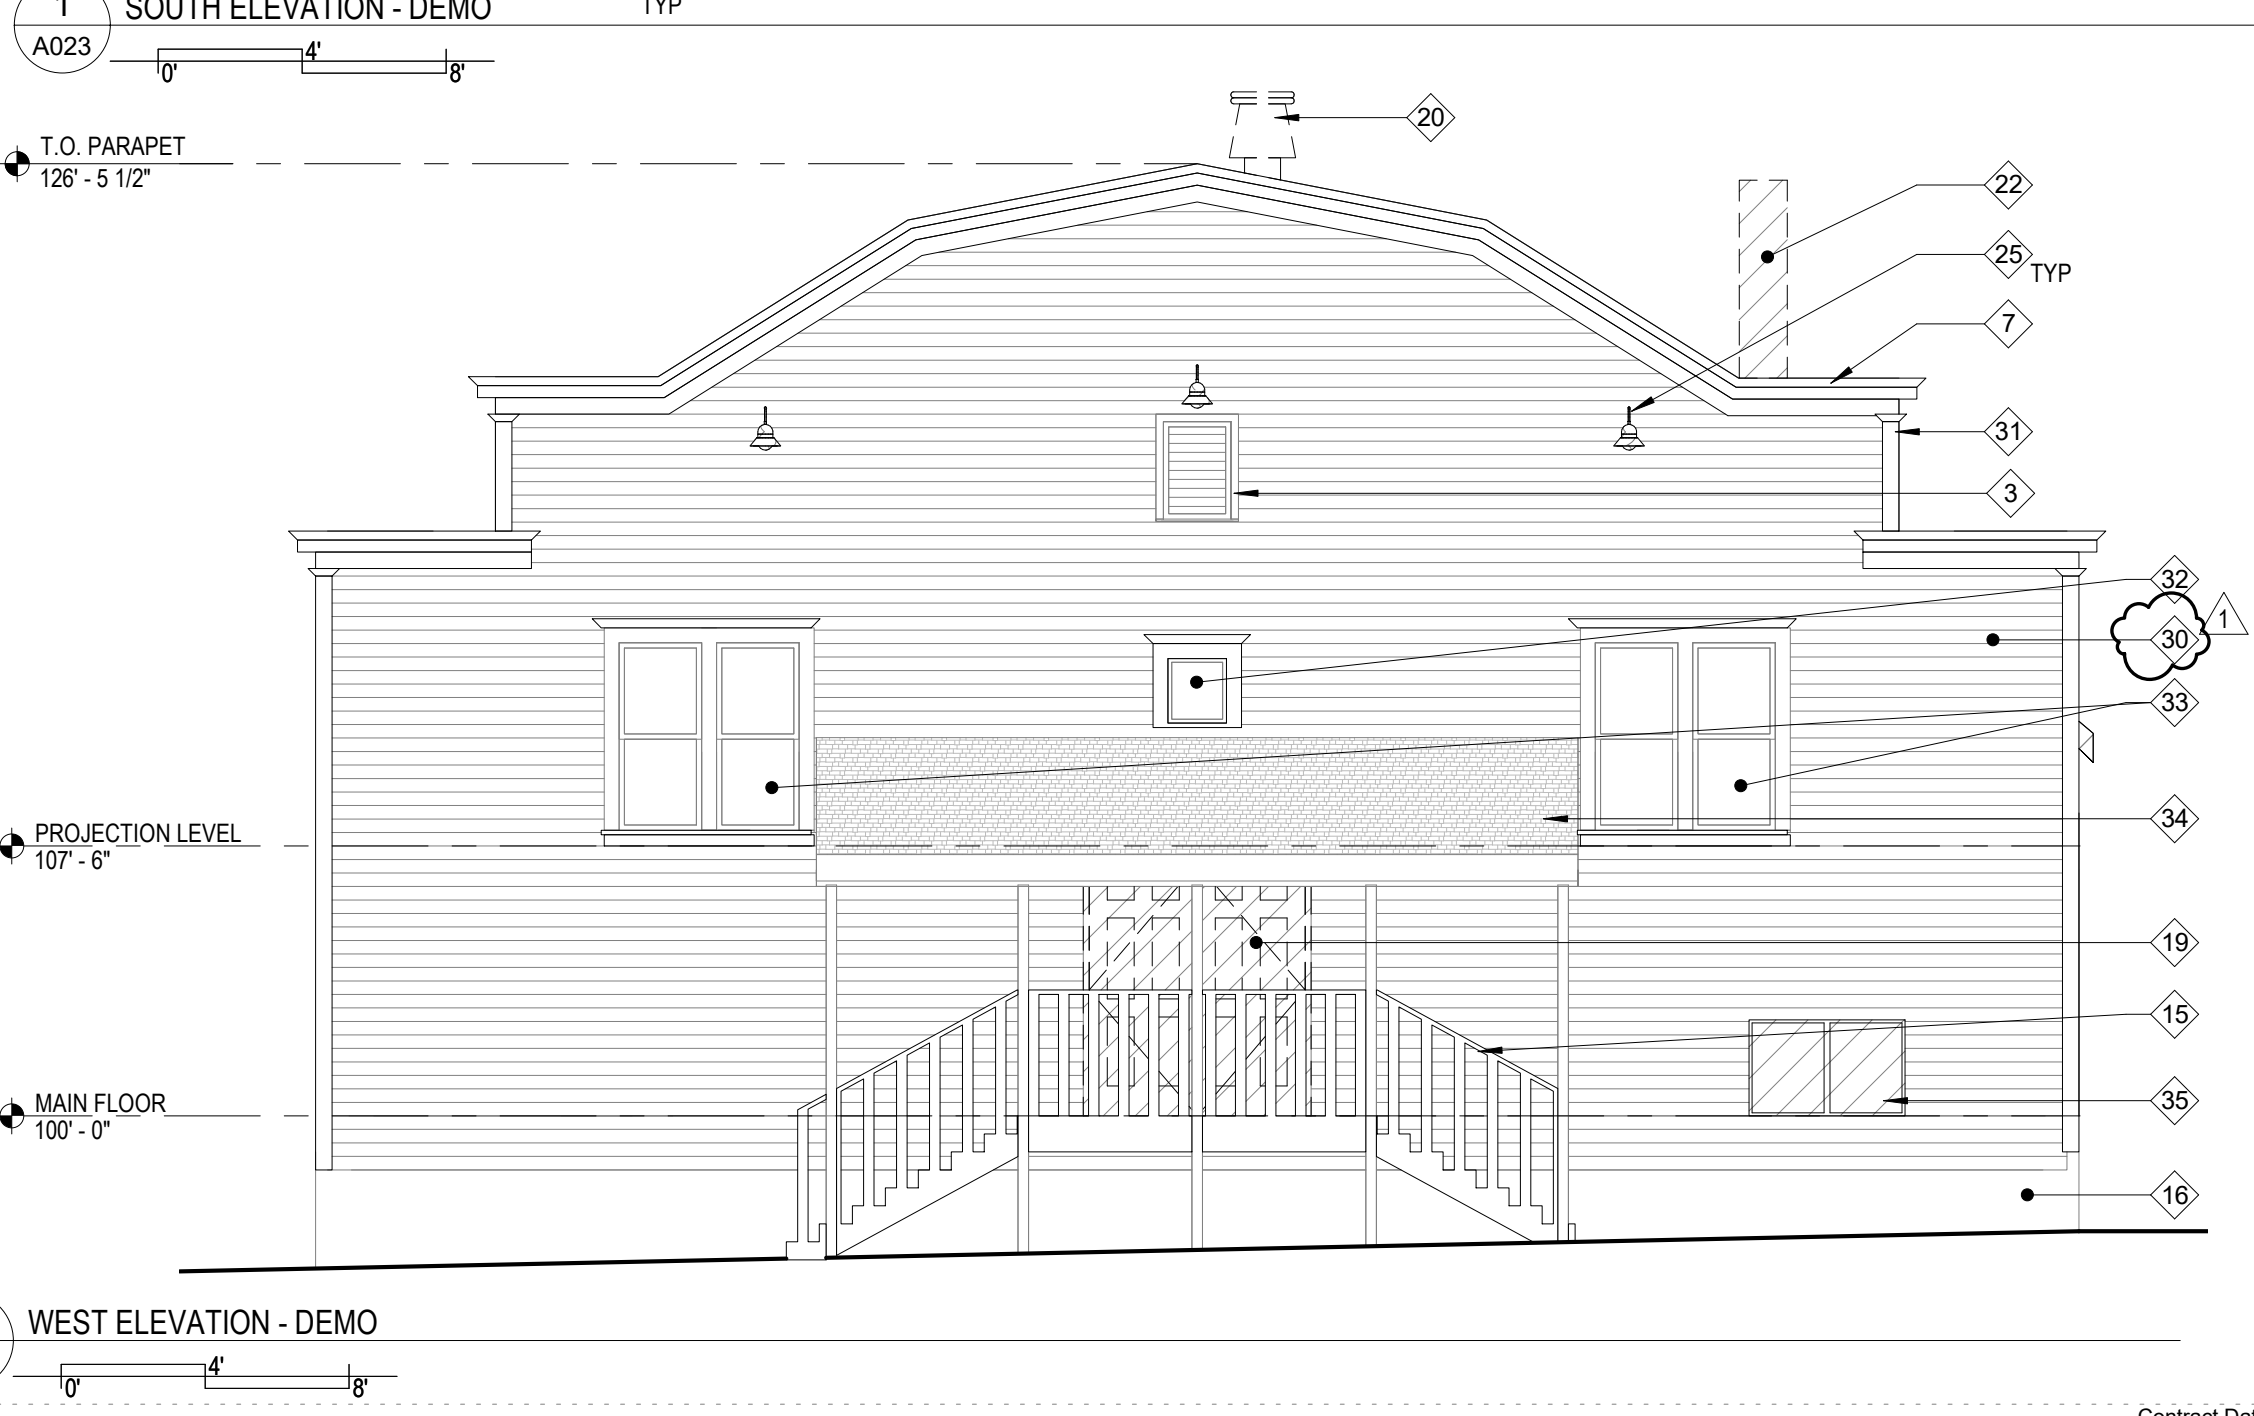 1
SOUTH ELEVATION - DEMO
TYP
A023
0'
4'
8'
20
T.O. PARAPET
126' - 5 1/2"
22
25
TYP
7
31
3
32
1
30
33
34
PROJECTION LEVEL
107' - 6"
19
15
MAIN FLOOR
100' - 0"
35
16
WEST ELEVATION - DEMO
0'
4'
8'